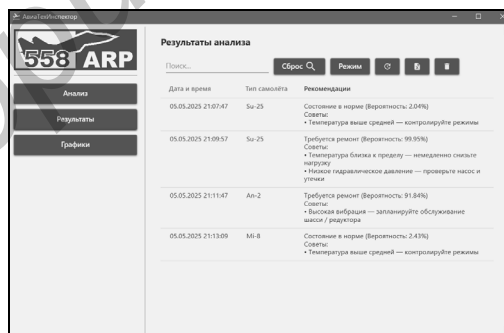 АвиаТехИнспектор
558 ARP
Анализ
Результаты
Графики
Результаты анализа
Поиск...
Сброс
Режим
Дата и время Тип самолёта Рекомендации
05.05.2025 21:07:47 Su-25 Состояние в норме (Вероятность: 2.04%)
Советы:
• Температура выше средней — контролируйте режимы
05.05.2025 21:09:57 Su-25 Требуется ремонт (Вероятность: 99.95%)
Советы:
• Температура близка к пределу — немедленно снизьте
нагрузку
• Низкое гидравлическое давление — проверьте насос и
утечки
05.05.2025 21:11:47 An-2 Требуется ремонт (Вероятность: 91.84%)
Советы:
• Высокая вибрация — запланируйте обслуживание
шасси / редуктора
05.05.2025 21:13:09 Mi-8 Состояние в норме (Вероятность: 2.43%)
Советы:
• Температура выше средней — контролируйте режимы